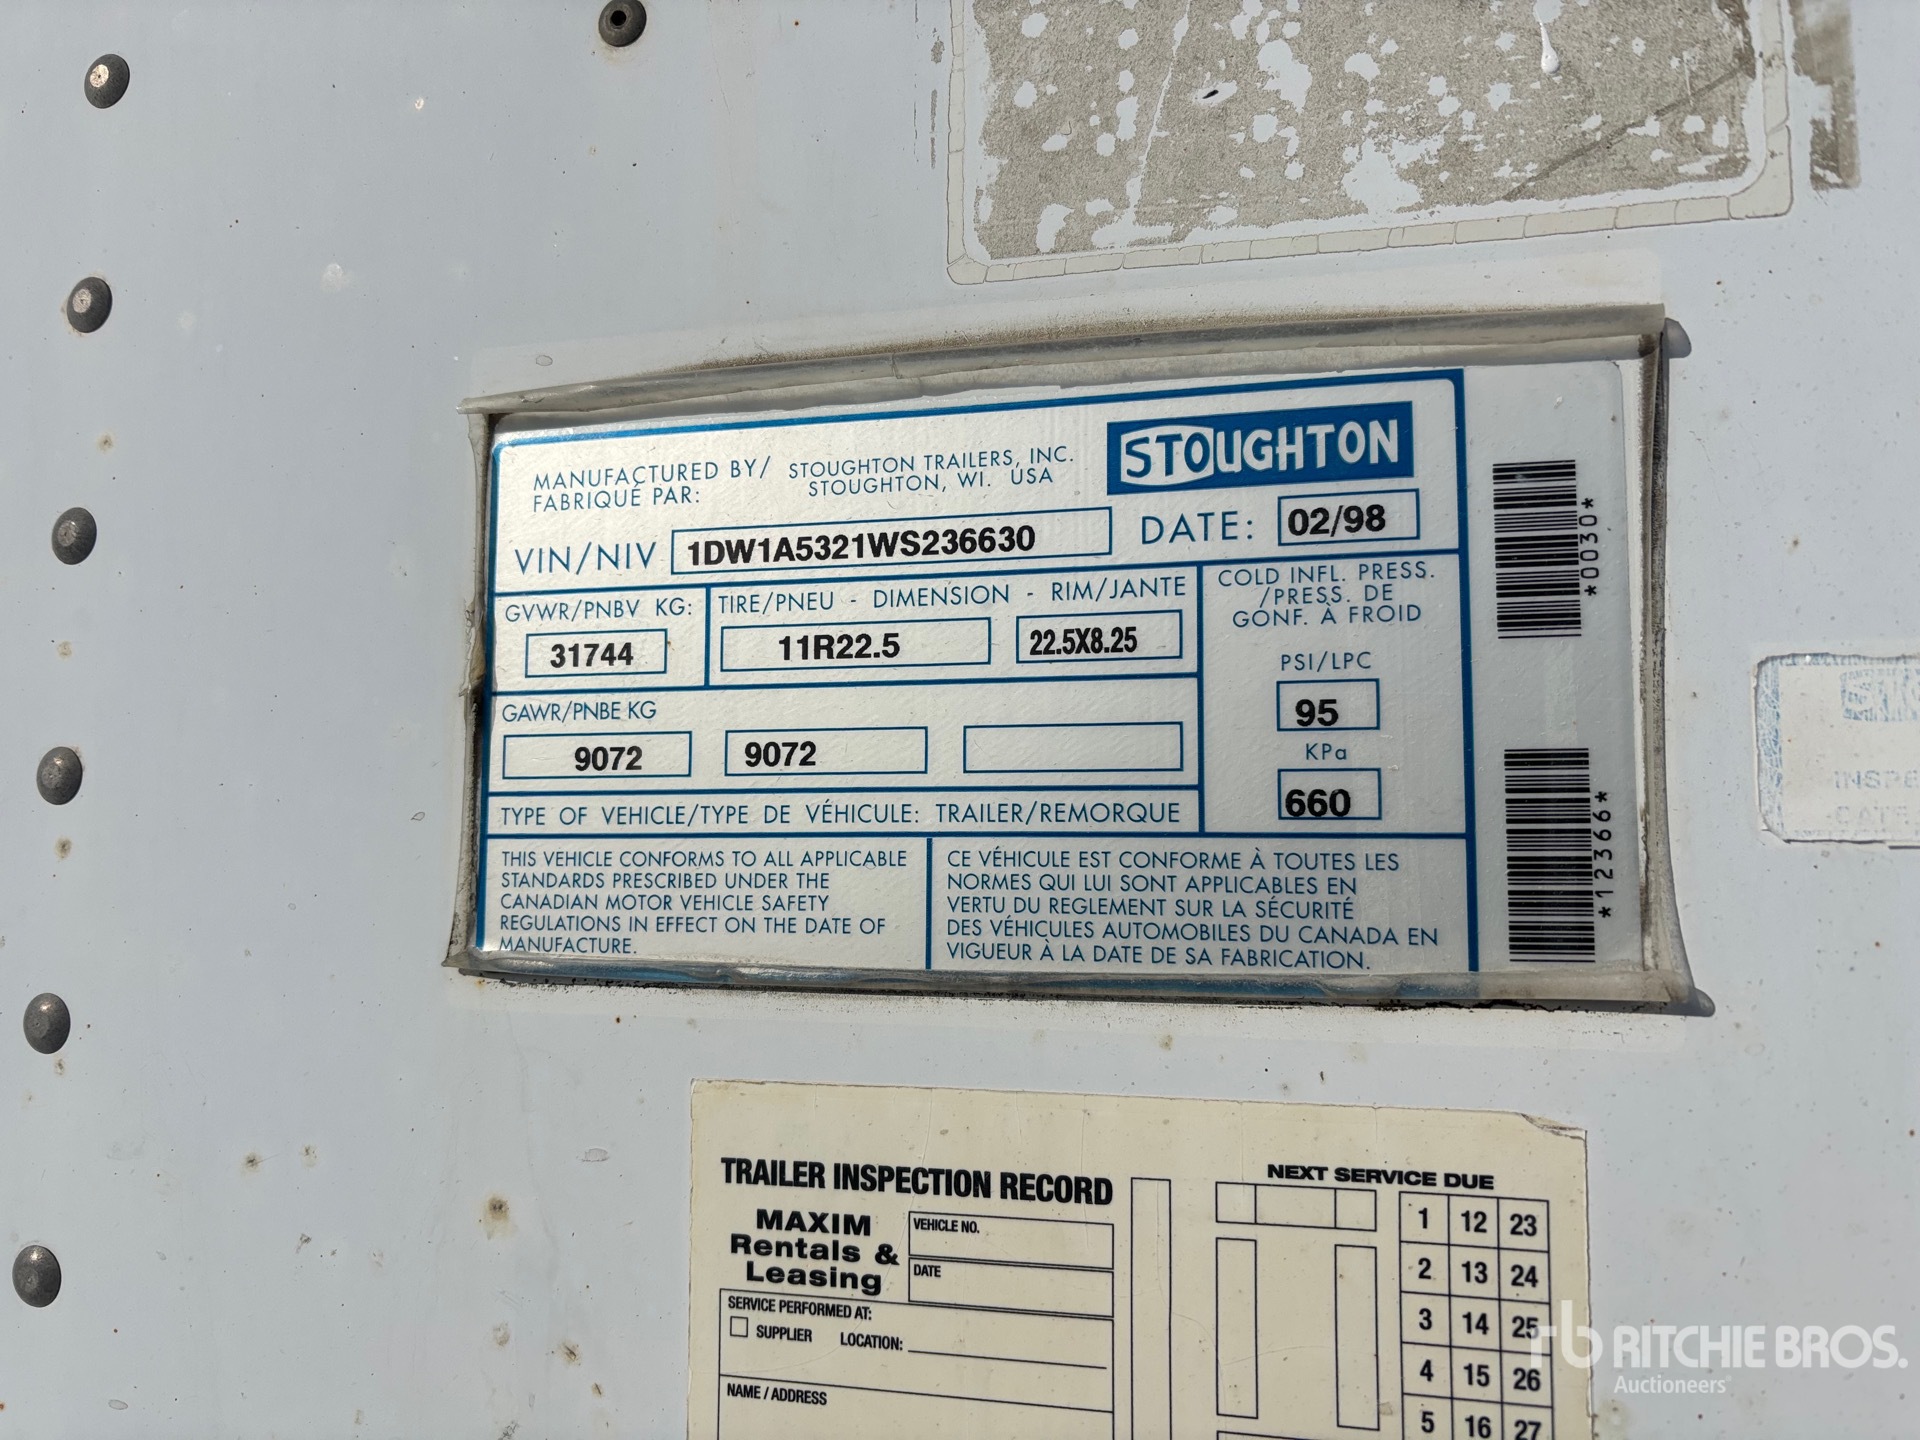 MANUFACTURED BY/ STOUGHTON TRAILERS, INC.
FABRIQUÉ PAR: STOUGHTON, WI. USA
STOUGHTON
VIN/NIV 1DW1A5321WS236630 DATE: 02/98
GVWR/PNBV KG: TIRE/PNEU - DIMENSION - RIM/JANTE
31744 11R22.5 22.5X8.25
GAWR/PNBE KG
9072 9072
COLD INFL. PRESS.
/PRESS. DE
GONF. À FROID
PSI/LPC
95
KPa
660
TYPE OF VEHICLE/TYPE DE VÉHICULE: TRAILER/REMORQUE
THIS VEHICLE CONFORMS TO ALL APPLICABLE
STANDARDS PRESCRIBED UNDER THE
CANADIAN MOTOR VEHICLE SAFETY
REGULATIONS IN EFFECT ON THE DATE OF
MANUFACTURE.
CE VÉHICULE EST CONFORME À TOUTES LES
NORMES QUI LUI SONT APPLICABLES EN
VERTU DU REGLEMENT SUR LA SÉCURITÉ
DES VÉHICULES AUTOMOBILES DU CANADA EN
VIGUEUR À LA DATE DE SA FABRICATION.
*0030*
*12366*
TRAILER INSPECTION RECORD
MAXIM
Rentals &
Leasing
VEHICLE NO.
DATE
SERVICE PERFORMED AT:
SUPPLIER LOCATION:
NAME / ADDRESS
NEXT SERVICE DUE
1 12 23
2 13 24
3 14 25
4 15 26
5 16 27
rb RITCHIE BROS.
Auctioneers